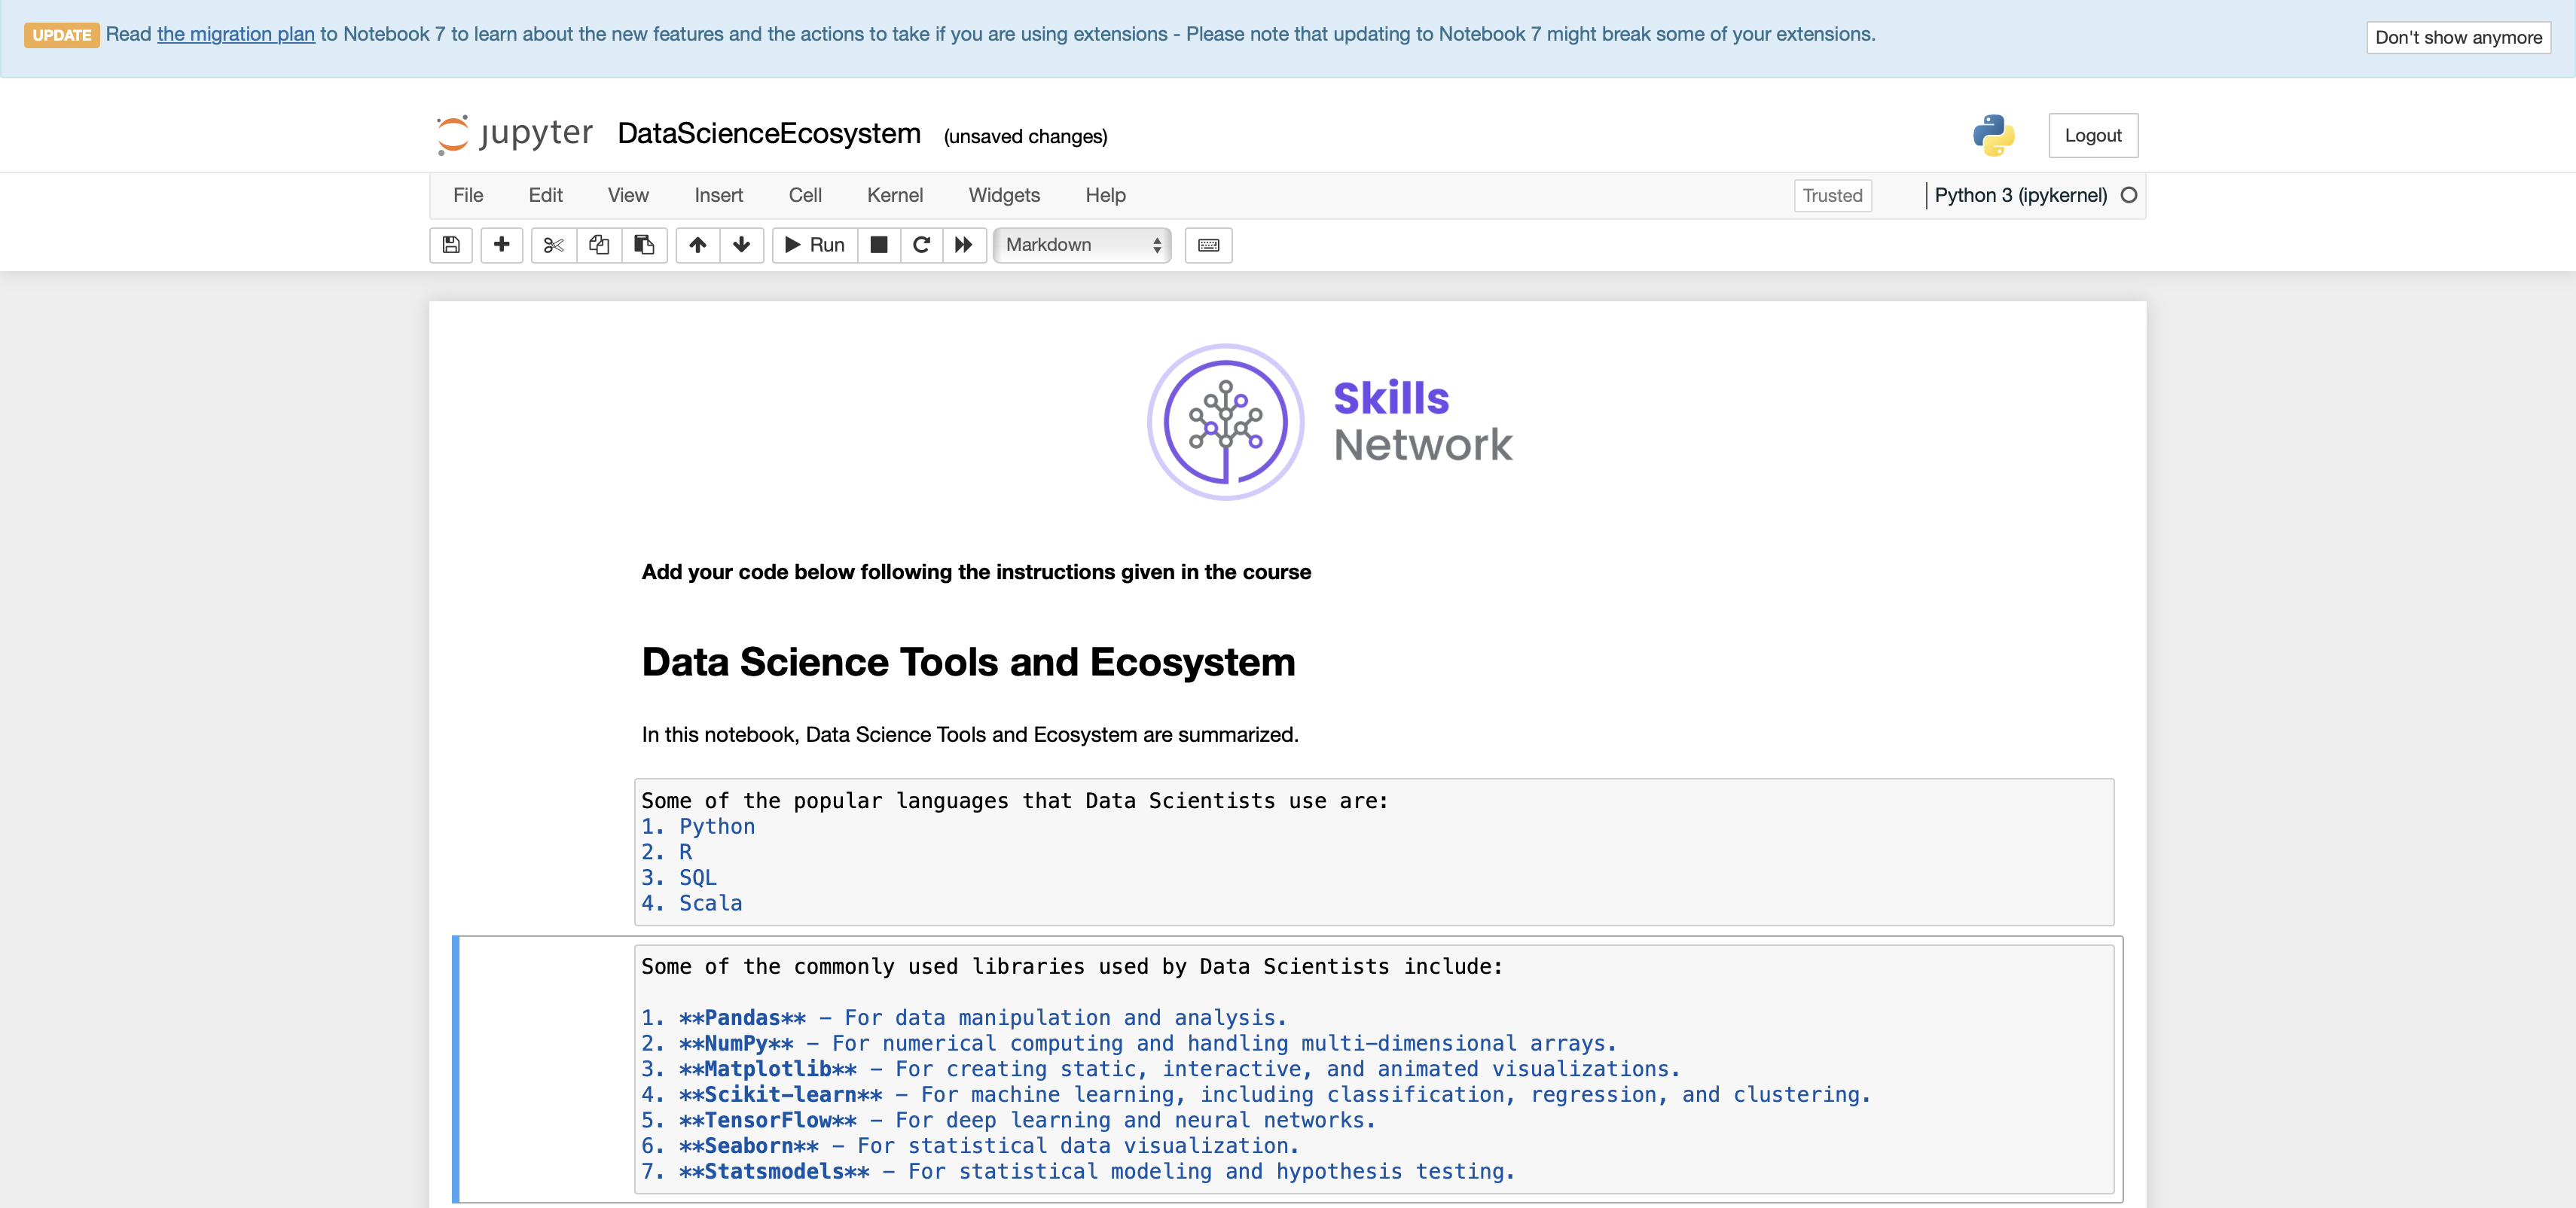 UPDATE Read the migration plan to Notebook 7 to learn about the new features and the actions to take if you are using extensions - Please note that updating to Notebook 7 might break some of your extensions.
Don't show anymore
jupyter DataScienceEcosystem (unsaved changes)
Logout
File Edit View Insert Cell Kernel Widgets Help
Trusted
Python 3 (ipykernel)
Run
Markdown
Skills
Network
Add your code below following the instructions given in the course
Data Science Tools and Ecosystem
In this notebook, Data Science Tools and Ecosystem are summarized.
Some of the popular languages that Data Scientists use are:
1. Python
2. R
3. SQL
4. Scala
Some of the commonly used libraries used by Data Scientists include:
1. **Pandas** – For data manipulation and analysis.
2. **NumPy** – For numerical computing and handling multi-dimensional arrays.
3. **Matplotlib** – For creating static, interactive, and animated visualizations.
4. **Scikit-learn** – For machine learning, including classification, regression, and clustering.
5. **TensorFlow** – For deep learning and neural networks.
6. **Seaborn** – For statistical data visualization.
7. **Statsmodels** – For statistical modeling and hypothesis testing.